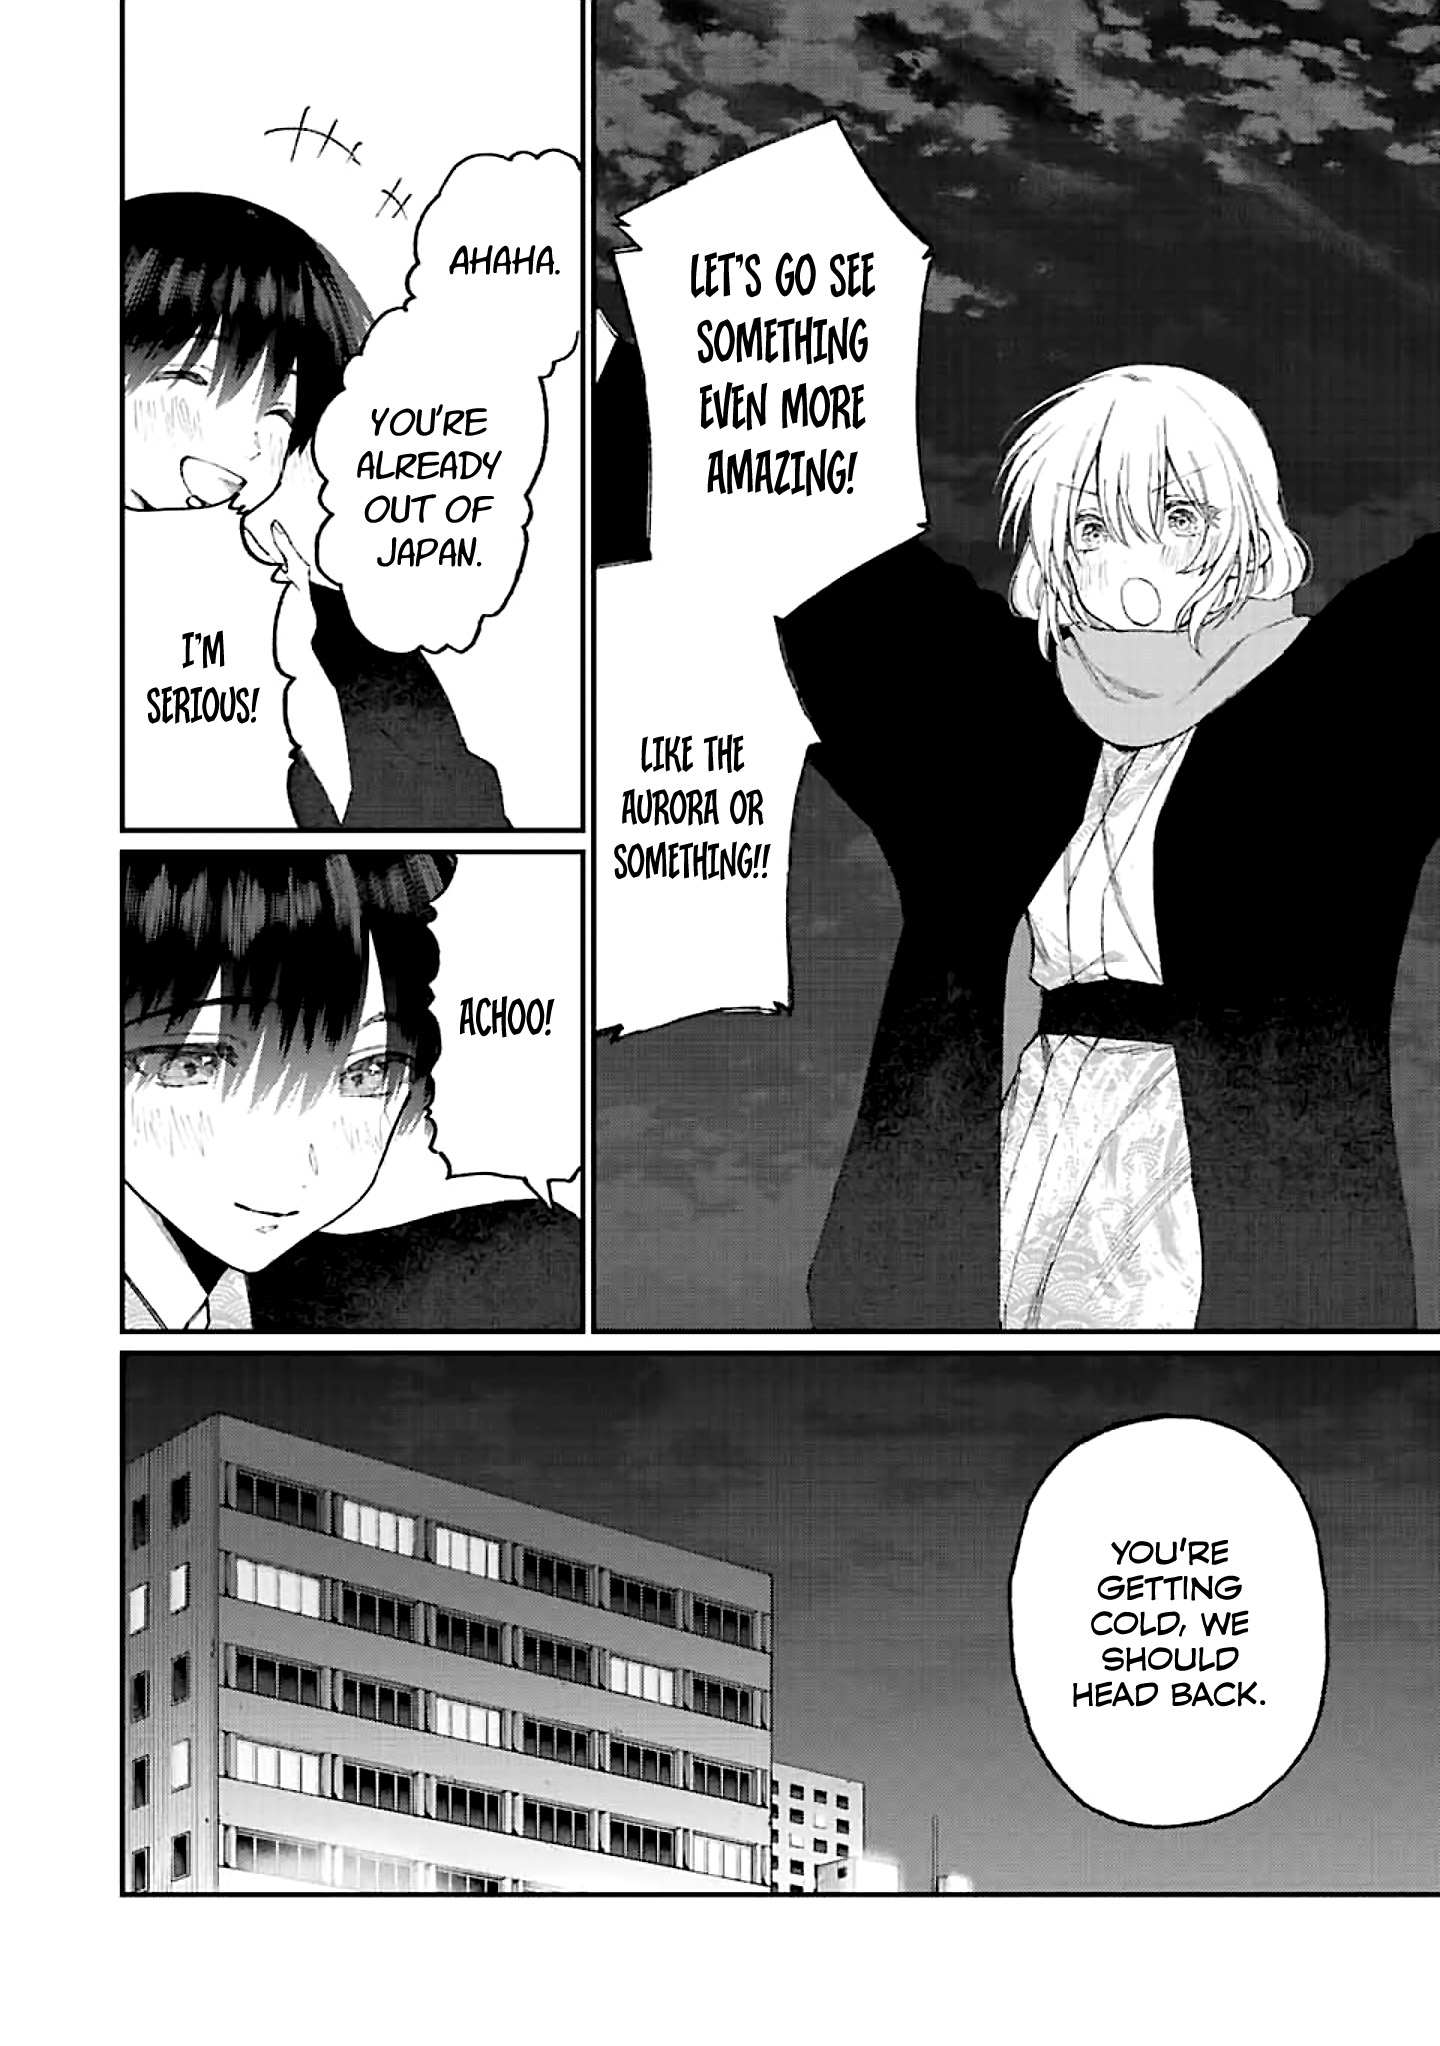 LET'S GO SEE
SOMETHING
EVEN MORE
AMAZING!
LIKE THE
AURORA OR
SOMETHING!!
AHAHA.
YOU'RE
ALREADY
OUT OF
JAPAN.
I'M
SERIOUS!
ACHOO!
YOU'RE
GETTING
COLD, WE
SHOULD
HEAD BACK.